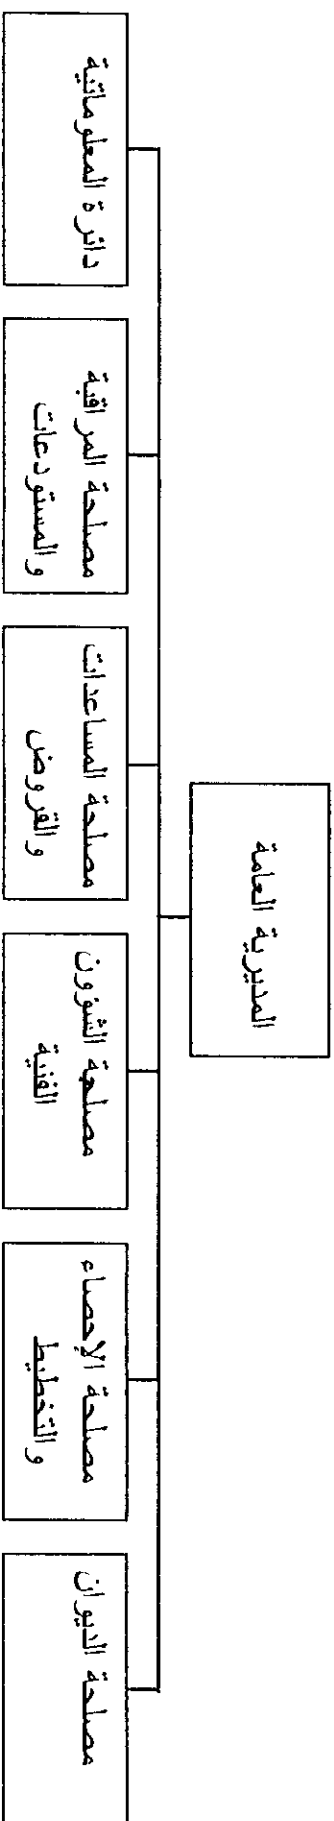 المديرية العامة
مصلحة الديوان
مصلحة الإحصاء
والتخطيط
مصلحة الشؤون
الفنية
مصلحة المساعدات
والقروض
مصلحة المراقبة
والمستودعات
دائرة المعلوماتية